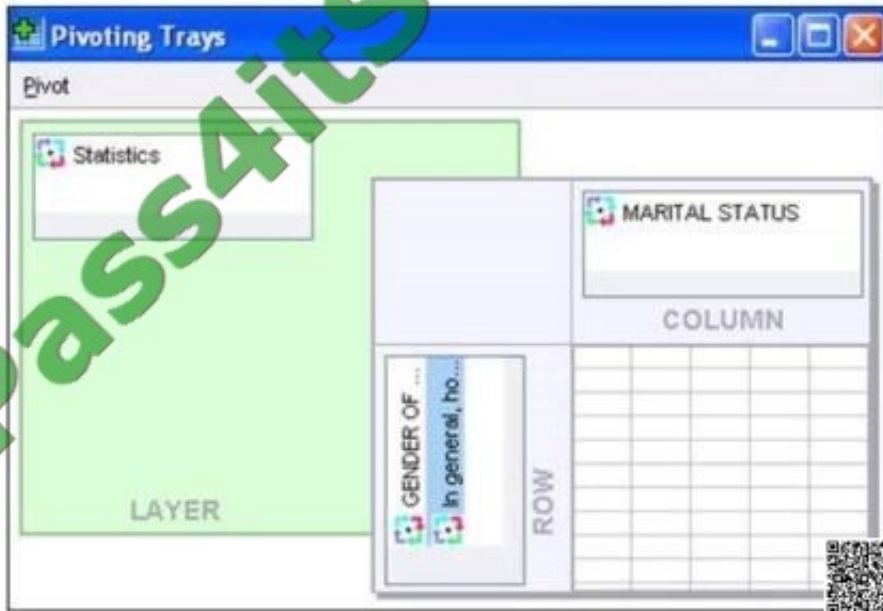 Pivoting Trays
Pivot
Statistics
MARITAL STATUS
COLUMN
GENDER OF ...
In general, ho...
ROW
LAYER
pass4its